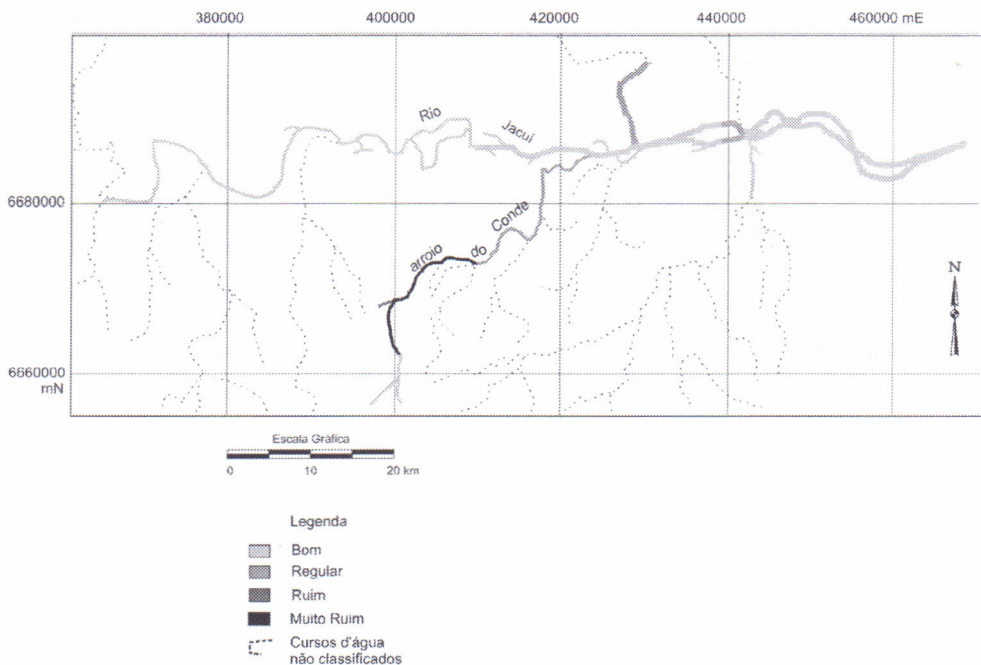 380000 400000 420000 440000 460000 mE
Rio
Jacuí
6680000
arroio do Conde
N
6660000
mN
Escala Gráfica
0 10 20 km
Legenda
Bom
Regular
Ruim
Muito Ruim
Cursos d'água
não classificados